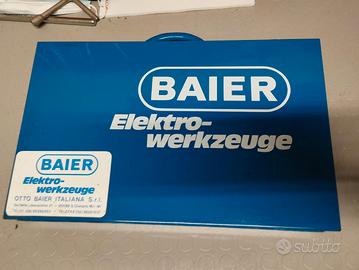 BAIER
Elektro-
werkzeuge
BAIER
Elektro-
werkzeuge
OTTO BAIER ITALIANA S.r.l.
subito